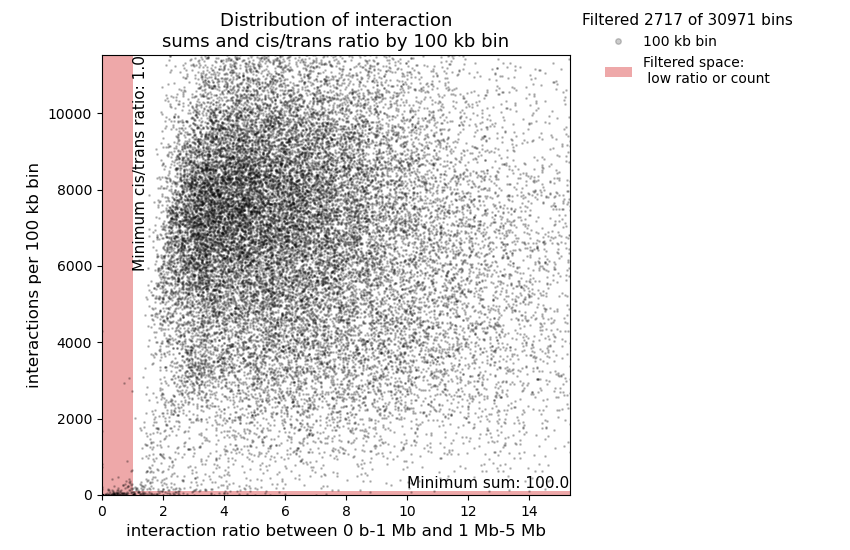 Distribution of interaction
sums and cis/trans ratio by 100 kb bin
Filtered 2717 of 30971 bins
100 kb bin
Filtered space:
low ratio or count
interactions per 100 kb bin
10000
8000
6000
4000
2000
0
Minimum cis/trans ratio: 1.0
Minimum sum: 100.0
0 2 4 6 8 10 12 14
interaction ratio between 0 b-1 Mb and 1 Mb-5 Mb